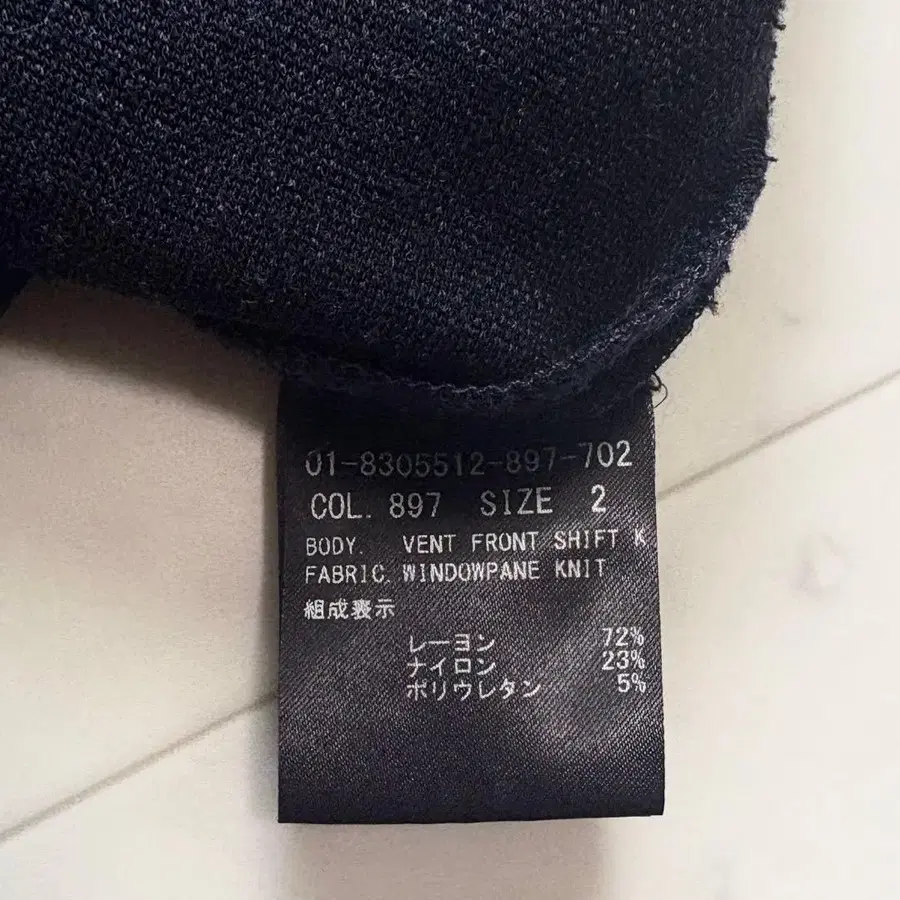 01-8305512-897-702
COL. 897 SIZE 2
BODY. VENT FRONT SHIFT K
FABRIC. WINDOWPANE KNIT
組成表示
レーヨン 72%
ナイロン 23%
ポリウレタン 5%